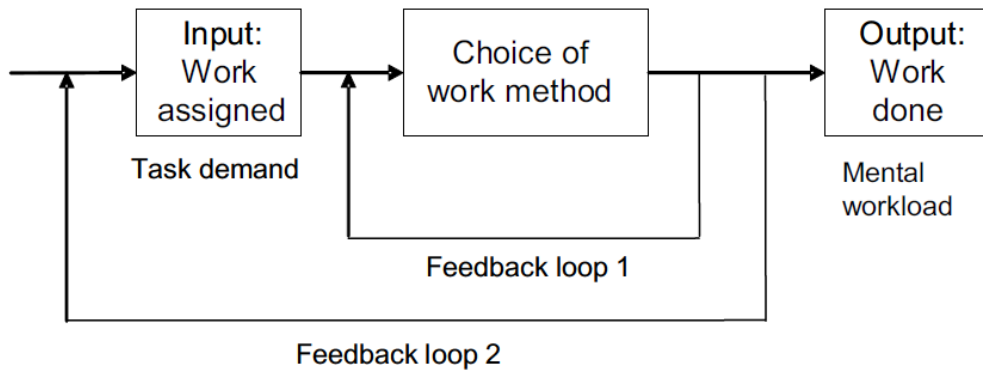 Input:
Work
assigned
Choice of
work method
Output:
Work
done
Task demand
Mental
workload
Feedback loop 1
Feedback loop 2